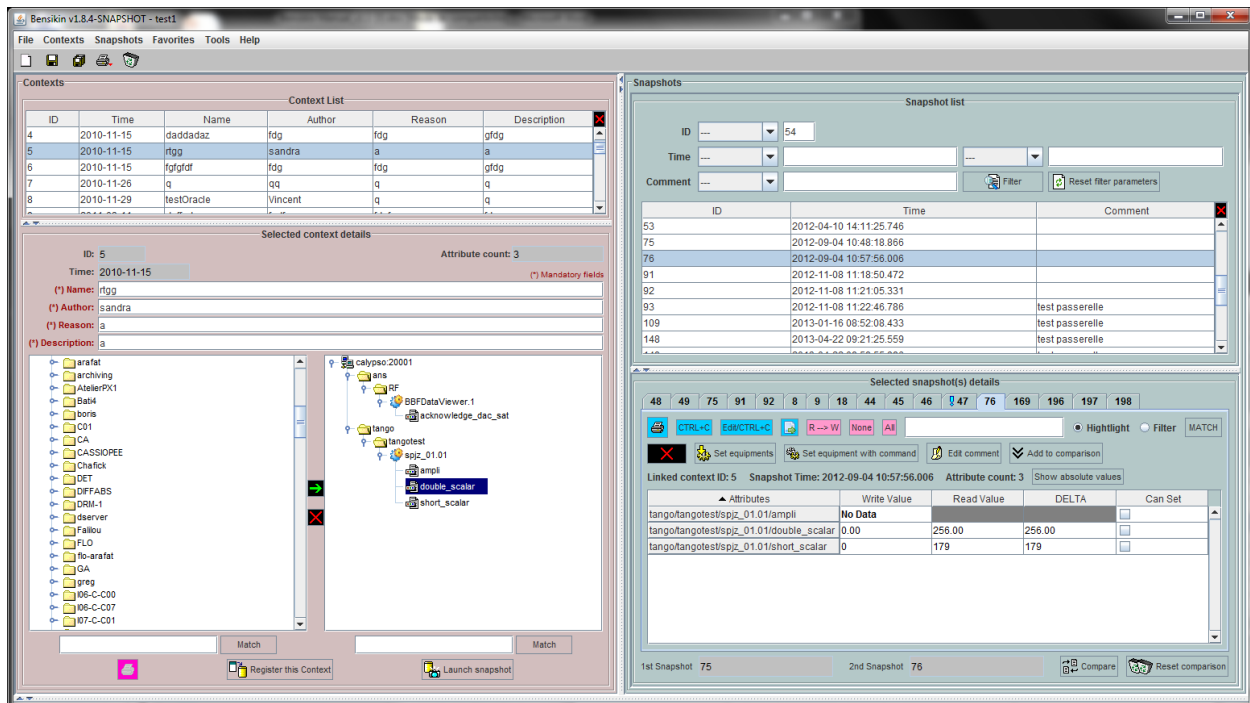 Bensikin v1.8.4-SNAPSHOT - test1
File Contexts Snapshots Favorites Tools Help
Contexts
Context List
ID Time Name Author Reason Description
4 2010-11-15 daddadaz fdg fdg gfdg
5 2010-11-15 rtgg sandra a a
6 2010-11-15 fgfgfdf fdg fdg gfdg
7 2010-11-26 q qq q q
8 2010-11-29 testOracle Vincent q q
Selected context details
ID: 5 Attribute count: 3
Time: 2010-11-15 (*) Mandatory fields
(*) Name: rtgg
(*) Author: sandra
(*) Reason: a
(*) Description: a
arafat
archiving
AtelierPX1
Bati4
boris
C01
CA
CASSIOPEE
Chafick
DET
DIFFABS
DRM-1
dserver
Falilou
FLO
flo-arafat
GA
greg
I06-C-C00
I06-C-C07
I07-C-C01
calypso:20001
ans
RF
BBFDataViewer.1
acknowledge_dac_sat
tango
tangotest
spjz_01.01
ampli
double_scalar
short_scalar
Match Match
Register this Context Launch snapshot
Snapshots
Snapshot list
ID --- 54
Time --- ---
Comment --- Filter Reset filter parameters
ID Time Comment
53 2012-04-10 14:11:25.746
75 2012-09-04 10:48:18.866
76 2012-09-04 10:57:56.006
91 2012-11-08 11:18:50.472
92 2012-11-08 11:21:05.331
93 2012-11-08 11:22:46.786 test passerelle
109 2013-01-16 08:52:08.433 test passerelle
148 2013-04-22 09:21:25.559 test passerelle
Selected snapshot(s) details
48 49 75 91 92 8 9 18 44 45 46 47 76 169 196 197 198
CTRL+C Edit/CTRL+C R --> W None All Hightlight Filter MATCH
Set equipments Set equipment with command Edit comment Add to comparison
Linked context ID: 5 Snapshot Time: 2012-09-04 10:57:56.006 Attribute count: 3 Show absolute values
Attributes Write Value Read Value DELTA Can Set
tango/tangotest/spjz_01.01/ampli No Data
tango/tangotest/spjz_01.01/double_scalar 0.00 256.00 256.00
tango/tangotest/spjz_01.01/short_scalar 0 179 179
1st Snapshot 75 2nd Snapshot 76 Compare Reset comparison